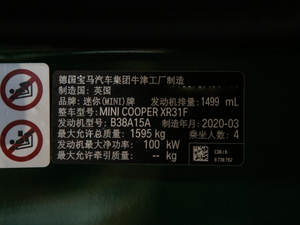 德国宝马汽车集团牛津工厂制造
制造国：英国
品牌：迷你(MINI)牌 发动机排量：1499 mL
整车型号：MINI COOPER XR31F
发动机型号：B38A15A 制造年月：2020-03
最大允许总质量：1595 kg 乘坐人数：4
发动机最大净功率：100 kW
最大允许牵引质量：-- kg
9 738 762